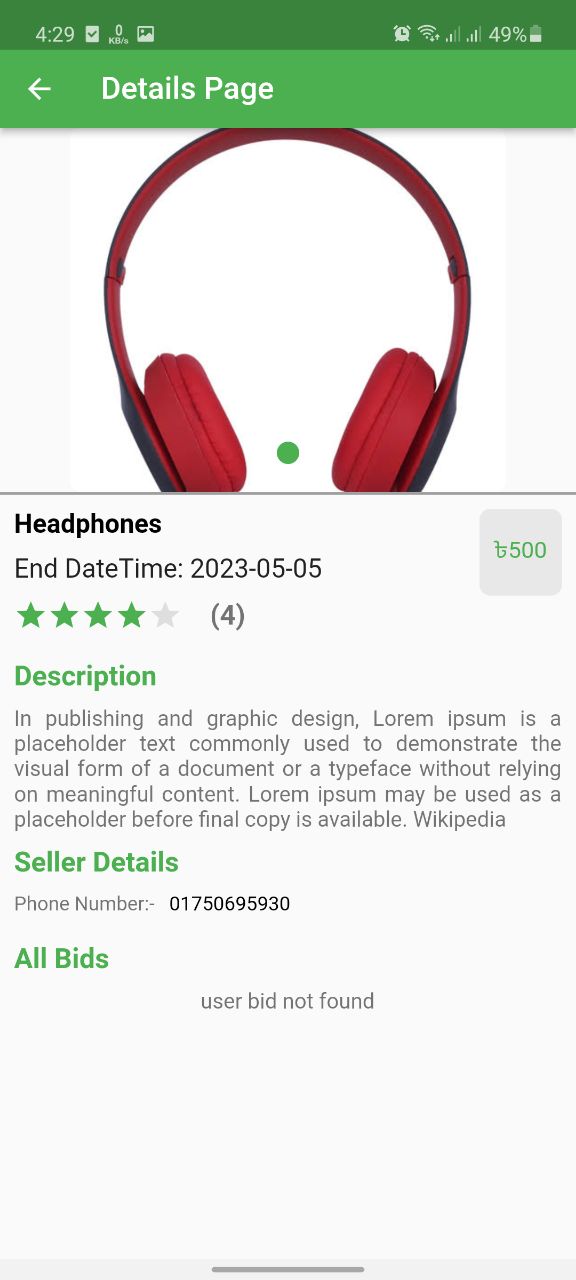 4:29 0 KB/s 49%
Details Page
Headphones
৳500
End DateTime: 2023-05-05
(4)
Description
In publishing and graphic design, Lorem ipsum is a
placeholder text commonly used to demonstrate the
visual form of a document or a typeface without relying
on meaningful content. Lorem ipsum may be used as a
placeholder before final copy is available. Wikipedia
Seller Details
Phone Number:- 01750695930
All Bids
user bid not found